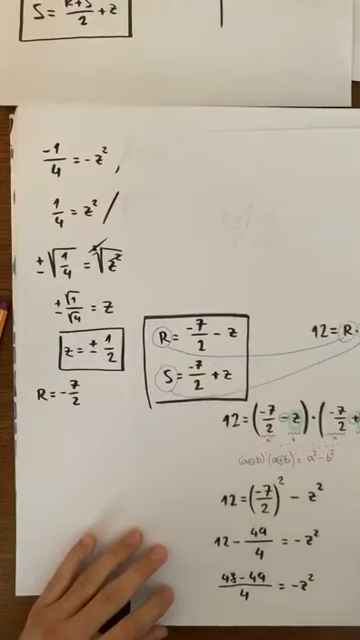 S = R+S/2 + z
-1/4 = -z²
1/4 = z²
±√1/4 = ²√z²
±√1/√4 = z
z = ± 1/2
R = -7/2
R = -7/2 - z
S = -7/2 + z
12 = R ·
12 = (-7/2 - z) · (-7/2 +
(a-b) · (a+b) = a² - b²
12 = (-7/2)² - z²
12 - 49/4 = -z²
48-49/4 = -z²